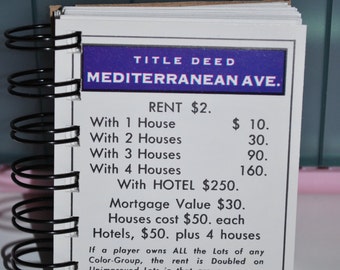 TITLE DEED
MEDITERRANEAN AVE.
RENT $2.
With 1 House $ 10.
With 2 Houses 30.
With 3 Houses 90.
With 4 Houses 160.
With HOTEL $250.
Mortgage Value $30.
Houses cost $50. each
Hotels, $50. plus 4 houses
If a player owns ALL the Lots of any
Color-Group, the rent is Doubled on